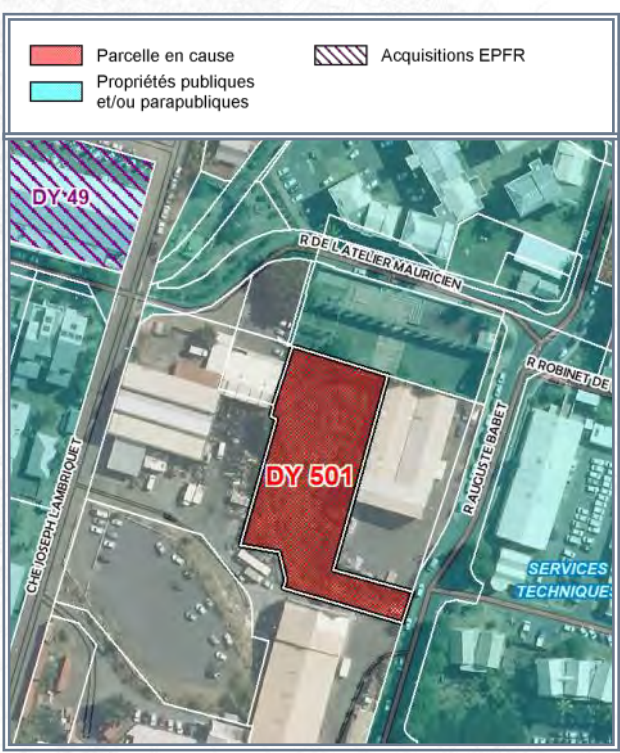 Parcelle en cause
Acquisitions EPFR
Propriétés publiques
et/ou parapubliques
DY 49
R DE L ATELIER MAURICIEN
R ROBINET DE
DY 501
R AUGUSTE BABET
CHE JOSEPH LAMBRIQUET
SERVICES
TECHNIQUES